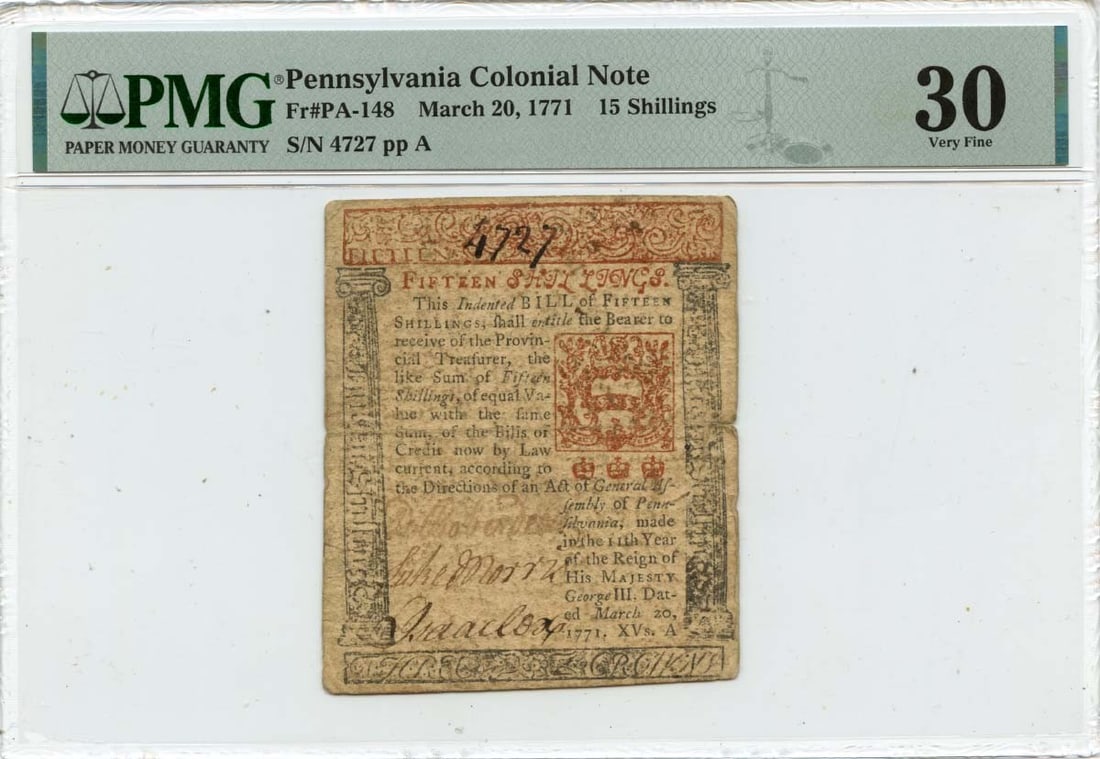 PMG® Pennsylvania Colonial Note
Fr#PA-148 March 20, 1771 15 Shillings
PAPER MONEY GUARANTY S/N 4727 pp A
30
Very Fine
4727
FIFTEEN SHILLINGS.
This Indented BILL of FIFTEEN
SHILLINGS, ſhall entitle the Bearer to
receive of the Provin-
cial Treaſurer, the
like Sum of Fifteen
Shillings, of equal Va-
lue with the ſame
Sum, of the Bills of
Credit now by Law
current, according to
the Directions of an Act of General Aſ-
ſembly of Penn-
ſilvania, made
in the 11th Year
of the Reign of
His MAJESTY
George III. Dat-
ed March 20,
1771. XVs. A
Luke Morris
Isaac Cox